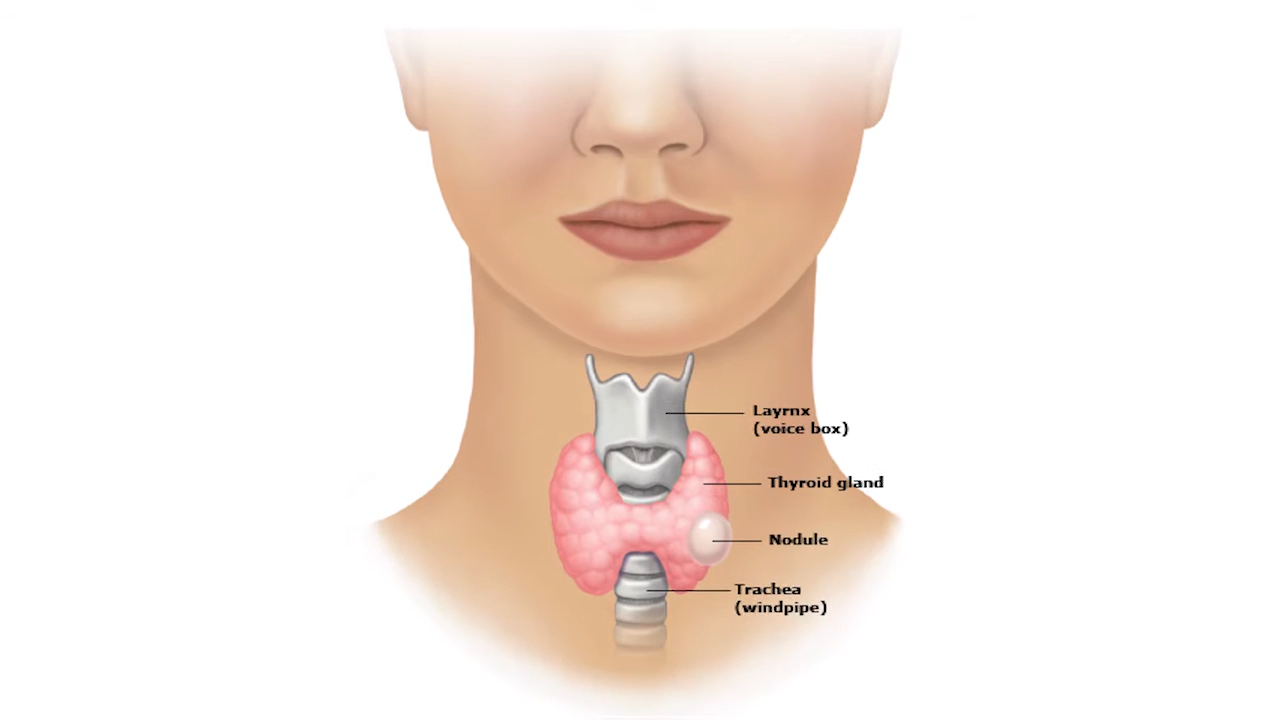 Layrnx
(voice box)
Thyroid gland
Nodule
Trachea
(windpipe)